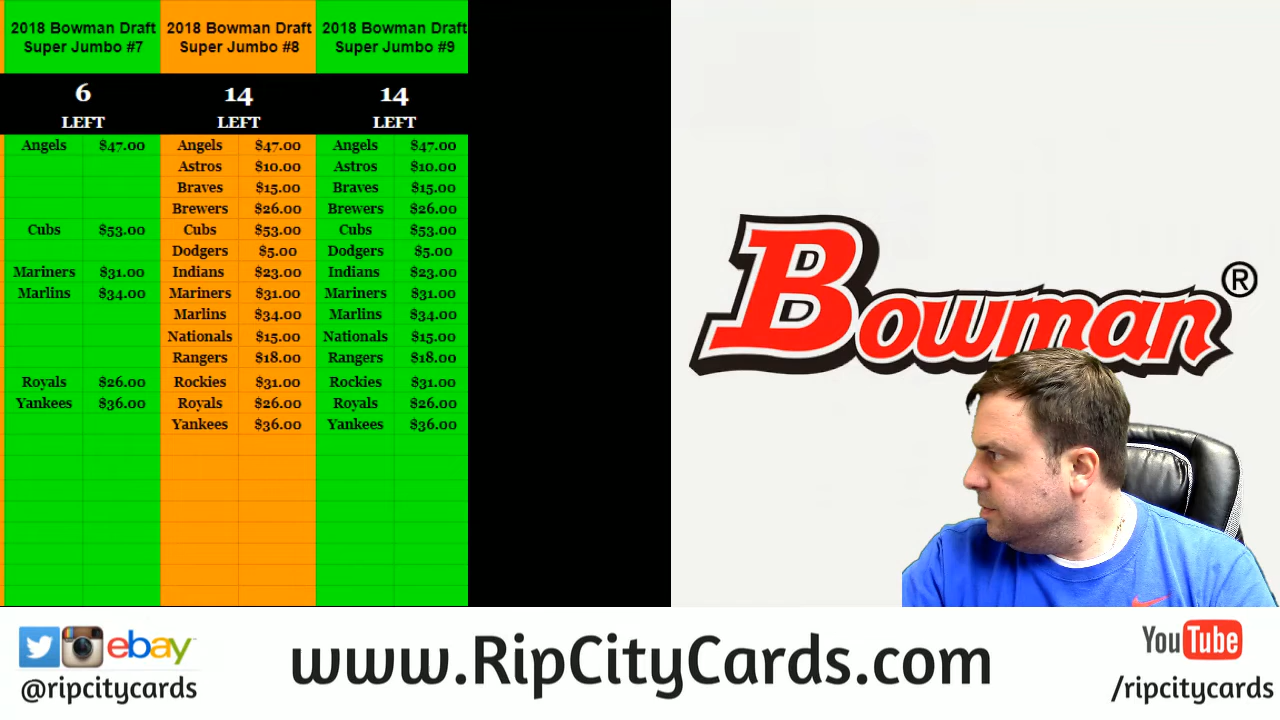 2018 Bowman Draft
Super Jumbo #7
6
LEFT
Angels $47.00
Cubs $53.00
Mariners $31.00
Marlins $34.00
Royals $26.00
Yankees $36.00
2018 Bowman Draft
Super Jumbo #8
14
LEFT
Angels $47.00
Astros $10.00
Braves $15.00
Brewers $26.00
Cubs $53.00
Dodgers $5.00
Indians $23.00
Mariners $31.00
Marlins $34.00
Nationals $15.00
Rangers $18.00
Rockies $31.00
Royals $26.00
Yankees $36.00
2018 Bowman Draft
Super Jumbo #9
14
LEFT
Angels $47.00
Astros $10.00
Braves $15.00
Brewers $26.00
Cubs $53.00
Dodgers $5.00
Indians $23.00
Mariners $31.00
Marlins $34.00
Nationals $15.00
Rangers $18.00
Rockies $31.00
Royals $26.00
Yankees $36.00
Bowman®
ebay™
@ripcitycards
www.RipCityCards.com
YouTube
/ripcitycards